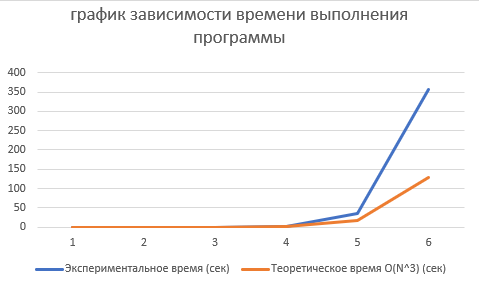 график зависимости времени выполнения
программы
400
350
300
250
200
150
100
50
0
1 2 3 4 5 6
Экспериментальное время (сек) Теоретическое время O(N^3) (сек)